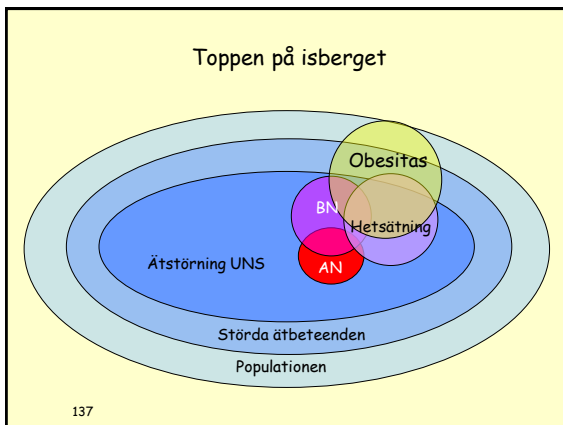 Toppen på isberget
Obesitas
BN
Hetsätning
Ätstörning UNS
AN
Störda ätbeteenden
Populationen
137